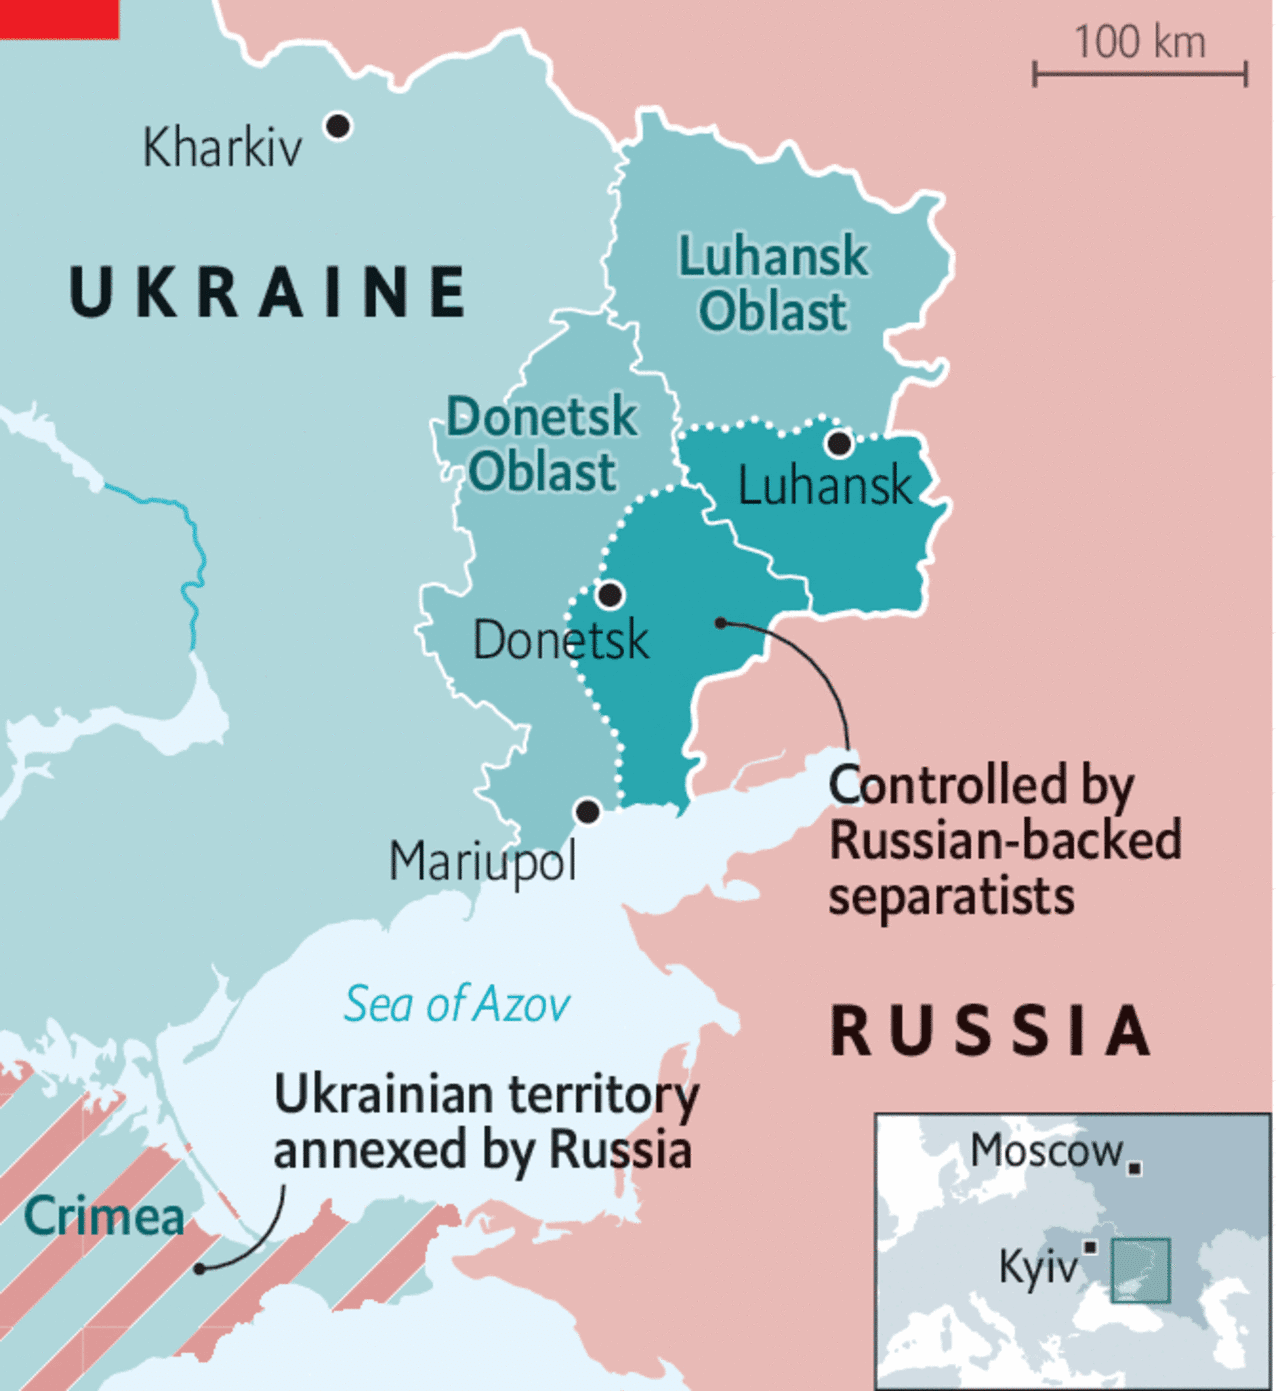 100 km
Kharkiv
UKRAINE
Luhansk
Oblast
Donetsk
Oblast
Luhansk
Donetsk
Controlled by
Russian-backed
separatists
Mariupol
Sea of Azov
RUSSIA
Ukrainian territory
annexed by Russia
Crimea
Moscow
Kyiv